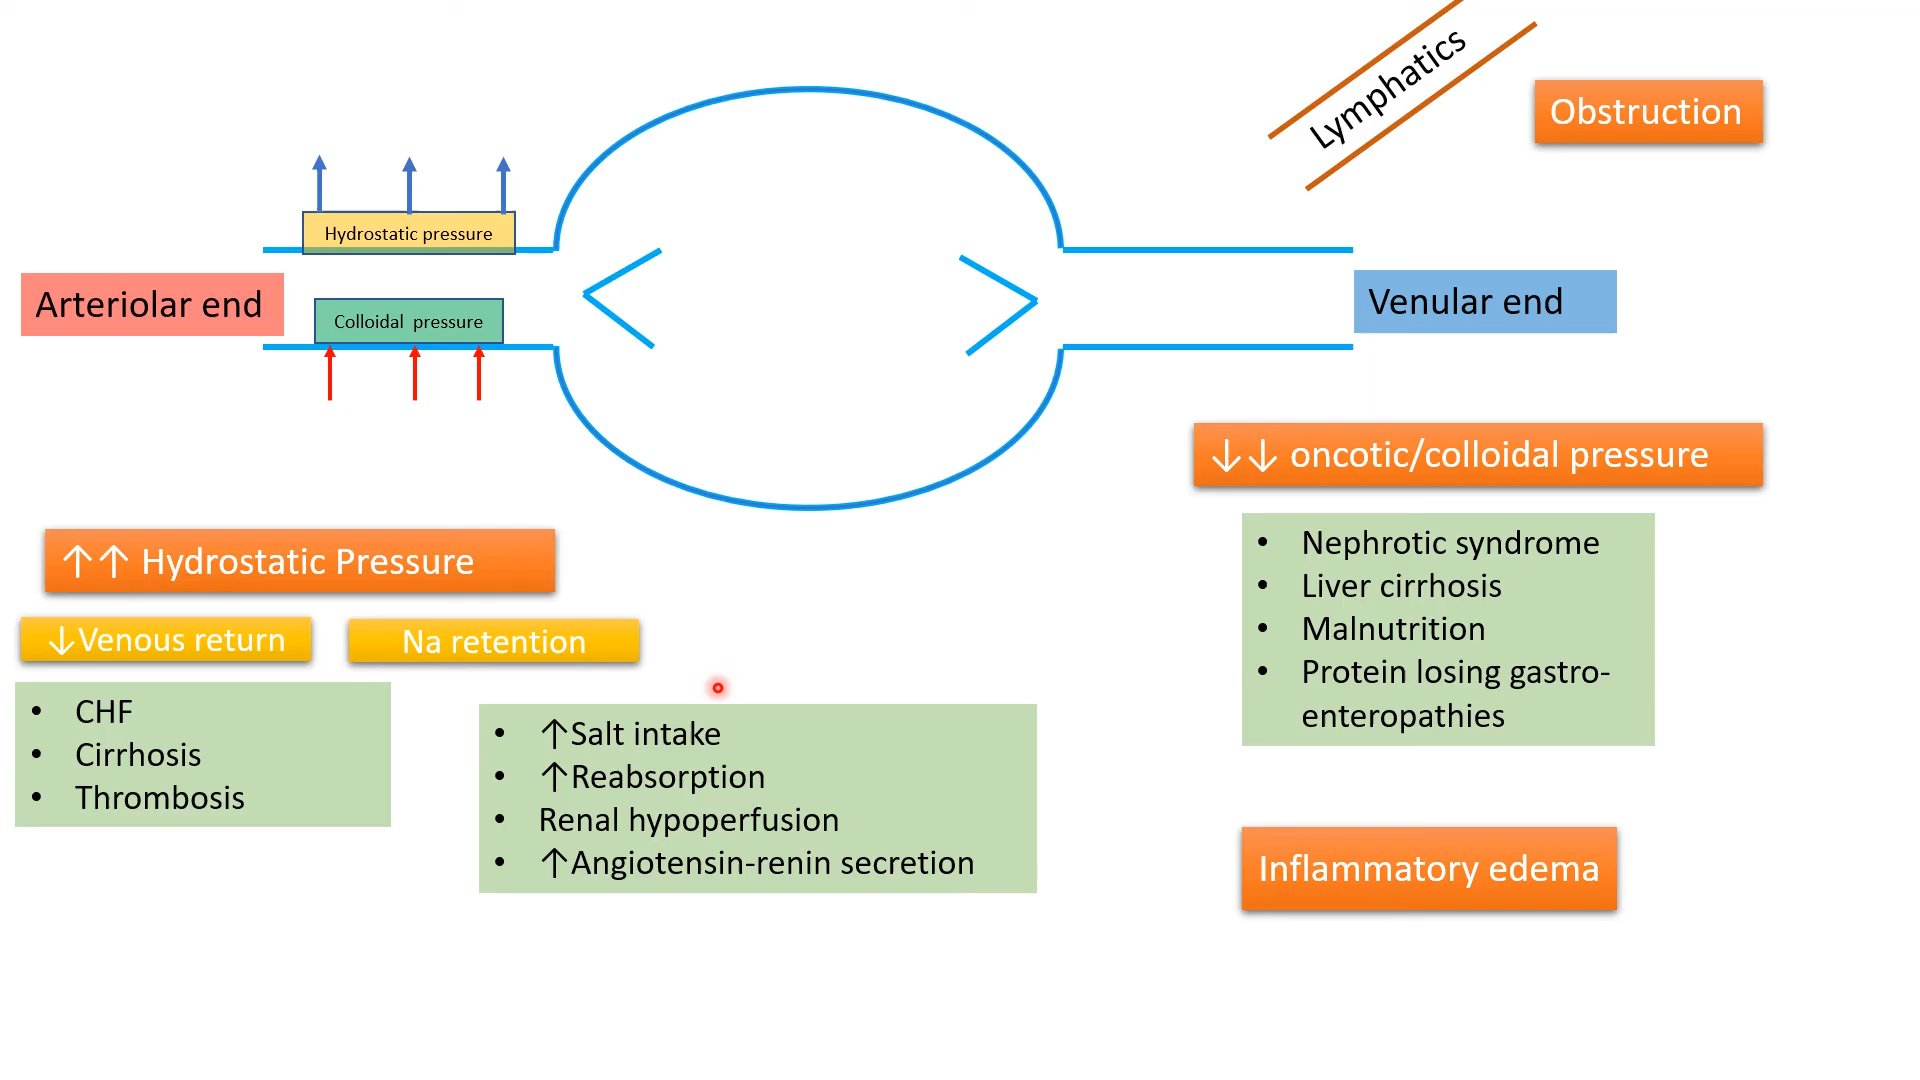 Lymphatics
Obstruction
Hydrostatic pressure
Arteriolar end
Colloidal pressure
Venular end
↓↓ oncotic/colloidal pressure
• Nephrotic syndrome
• Liver cirrhosis
• Malnutrition
• Protein losing gastro-
enteropathies
↑↑ Hydrostatic Pressure
↓Venous return
Na retention
• CHF
• Cirrhosis
• Thrombosis
• ↑Salt intake
• ↑Reabsorption
• Renal hypoperfusion
• ↑Angiotensin-renin secretion
Inflammatory edema